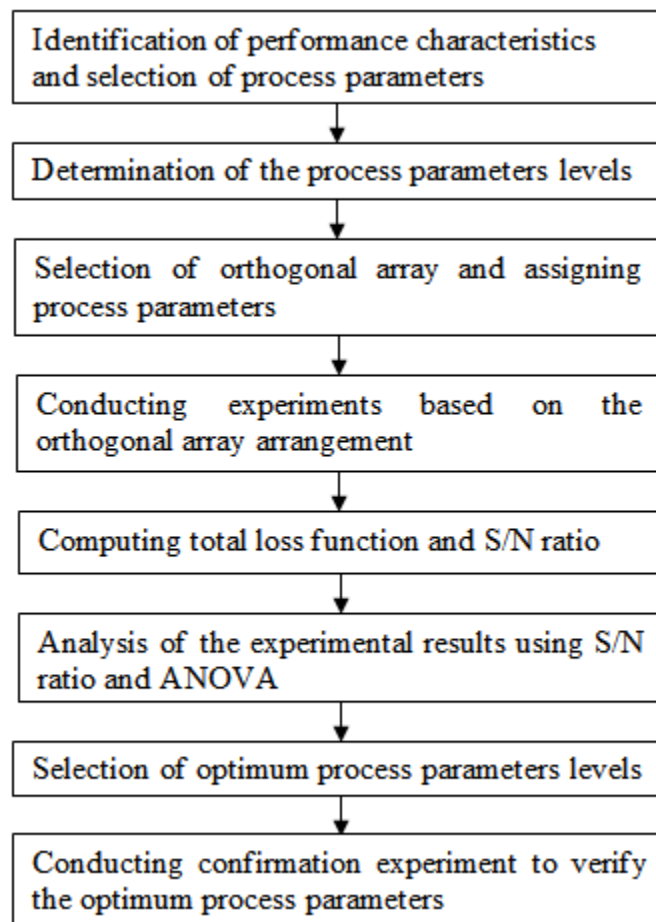 Identification of performance characteristics
and selection of process parameters
Determination of the process parameters levels
Selection of orthogonal array and assigning
process parameters
Conducting experiments based on the
orthogonal array arrangement
Computing total loss function and S/N ratio
Analysis of the experimental results using S/N
ratio and ANOVA
Selection of optimum process parameters levels
Conducting confirmation experiment to verify
the optimum process parameters